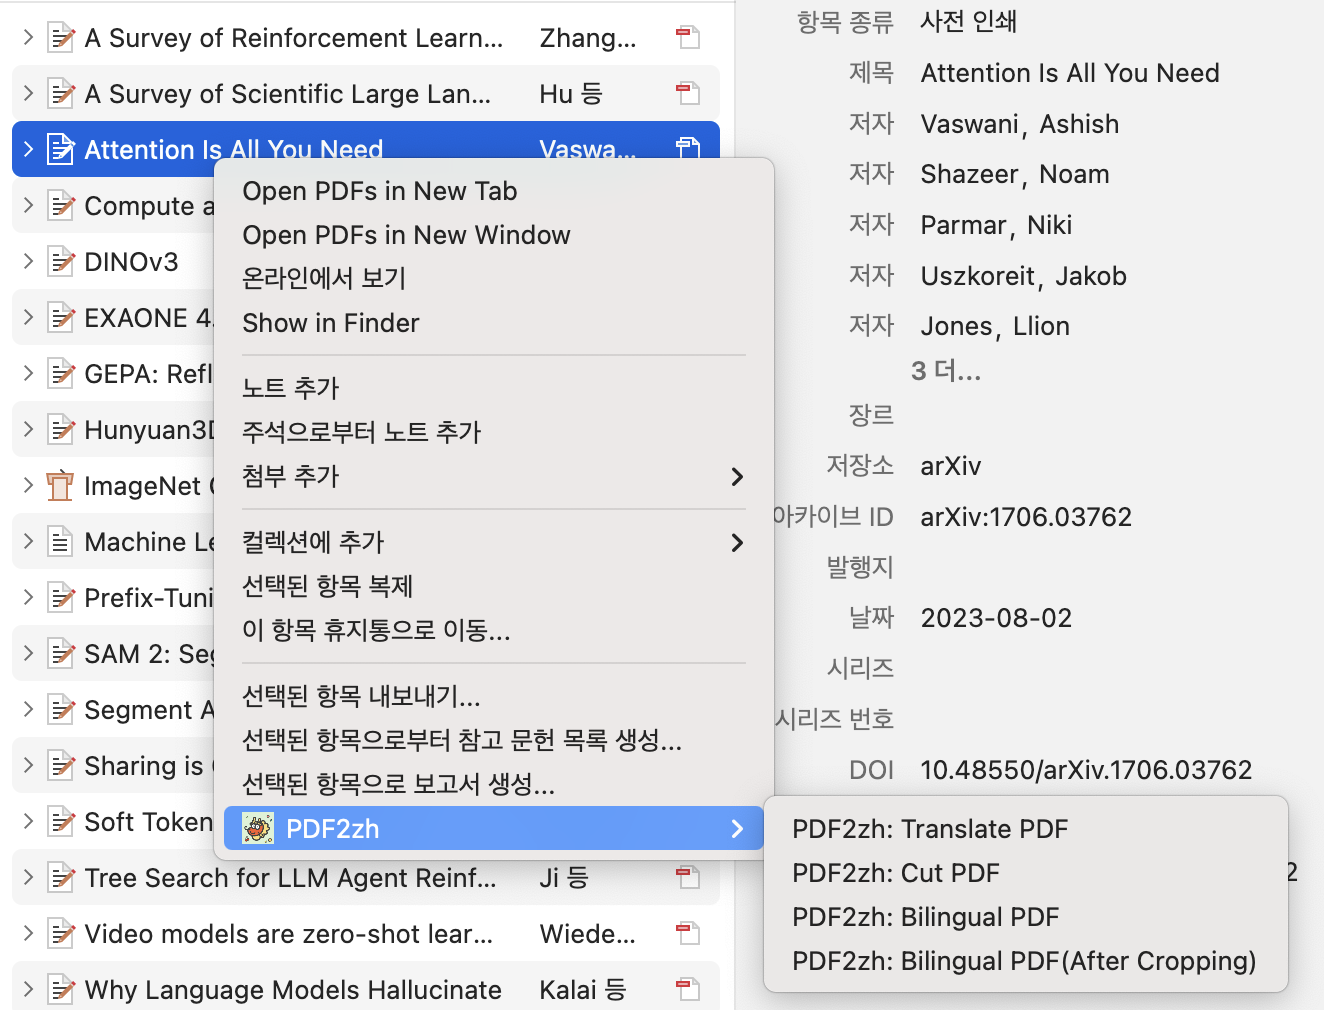 A Survey of Reinforcement Learn... Zhang...
A Survey of Scientific Large Lan... Hu 등
Attention Is All You Need Vaswa...
Compute a
DINOv3
EXAONE 4.
GEPA: Refl
Hunyuan3D
ImageNet
Machine Le
Prefix-Tuni
SAM 2: Seg
Segment A
Sharing is
Soft Token
Tree Search for LLM Agent Reinf... Ji 등
Video models are zero-shot lear... Wiede...
Why Language Models Hallucinate Kalai 등
Open PDFs in New Tab
Open PDFs in New Window
온라인에서 보기
Show in Finder
노트 추가
주석으로부터 노트 추가
첨부 추가
컬렉션에 추가
선택된 항목 복제
이 항목 휴지통으로 이동...
선택된 항목 내보내기...
선택된 항목으로부터 참고 문헌 목록 생성...
선택된 항목으로 보고서 생성...
PDF2zh
PDF2zh: Translate PDF
PDF2zh: Cut PDF
PDF2zh: Bilingual PDF
PDF2zh: Bilingual PDF(After Cropping)
항목 종류 사전 인쇄
제목 Attention Is All You Need
저자 Vaswani, Ashish
저자 Shazeer, Noam
저자 Parmar, Niki
저자 Uszkoreit, Jakob
저자 Jones, Llion
3 더...
장르
저장소 arXiv
아카이브 ID arXiv:1706.03762
발행지
날짜 2023-08-02
시리즈
시리즈 번호
DOI 10.48550/arXiv.1706.03762
2